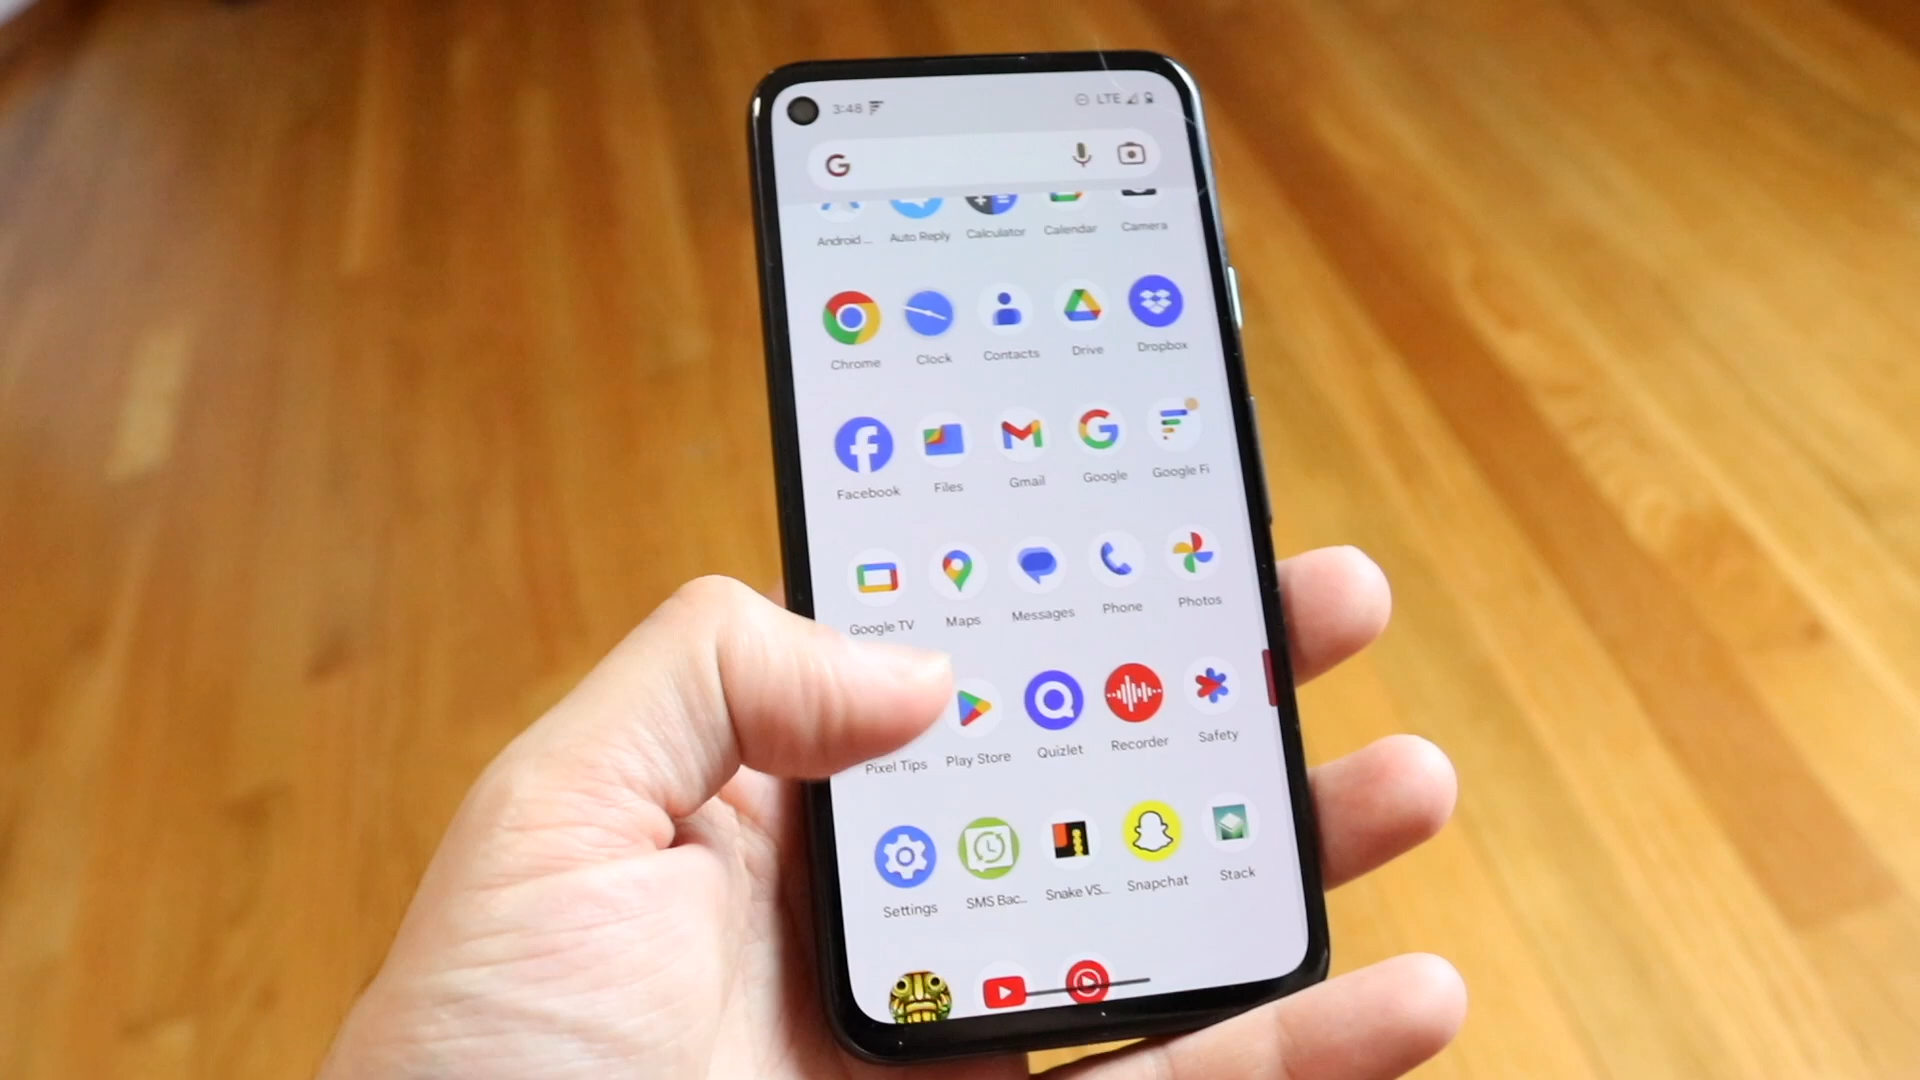 3:48 LTE
G
Android ... Auto Reply Calculator Calendar Camera
Chrome Clock Contacts Drive Dropbox
Facebook Files Gmail Google Google Fi
Google TV Maps Messages Phone Photos
Pixel Tips Play Store Quizlet Recorder Safety
Settings SMS Bac... Snake VS... Snapchat Stack